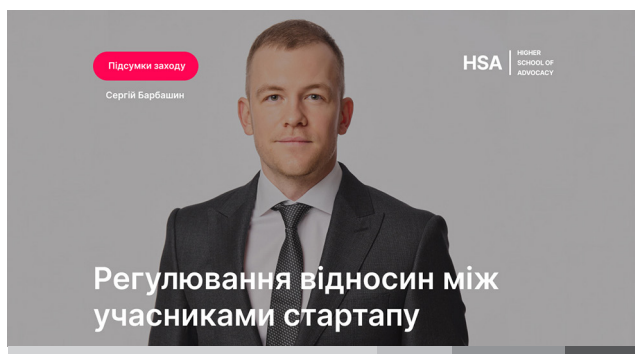 Підсумки заходу
HSA
HIGHER
SCHOOL OF
ADVOCACY
Сергій Барбашин
Регулювання відносин між
учасниками стартапу